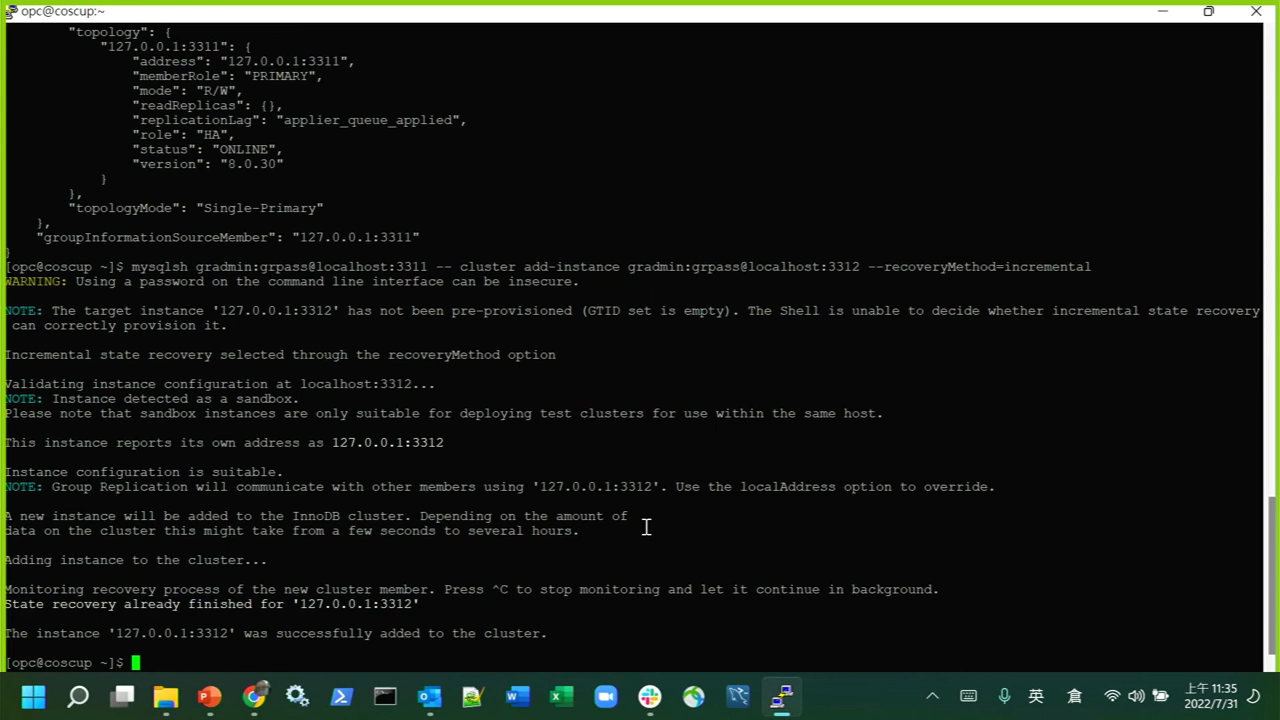 opc@coscup:~
"topology": {
"127.0.0.1:3311": {
"address": "127.0.0.1:3311",
"memberRole": "PRIMARY",
"mode": "R/W",
"readReplicas": {},
"replicationLag": "applier_queue_applied",
"role": "HA",
"status": "ONLINE",
"version": "8.0.30"
}
},
"topologyMode": "Single-Primary"
},
"groupInformationSourceMember": "127.0.0.1:3311"
}
[opc@coscup ~]$ mysqlsh gradmin:grpass@localhost:3311 -- cluster add-instance gradmin:grpass@localhost:3312 --recoveryMethod=incremental
WARNING: Using a password on the command line interface can be insecure.
NOTE: The target instance '127.0.0.1:3312' has not been pre-provisioned (GTID set is empty). The Shell is unable to decide whether incremental state recovery
can correctly provision it.
Incremental state recovery selected through the recoveryMethod option
Validating instance configuration at localhost:3312...
NOTE: Instance detected as a sandbox.
Please note that sandbox instances are only suitable for deploying test clusters for use within the same host.
This instance reports its own address as 127.0.0.1:3312
Instance configuration is suitable.
NOTE: Group Replication will communicate with other members using '127.0.0.1:3312'. Use the localAddress option to override.
A new instance will be added to the InnoDB cluster. Depending on the amount of
data on the cluster this might take from a few seconds to several hours.
Adding instance to the cluster...
Monitoring recovery process of the new cluster member. Press ^C to stop monitoring and let it continue in background.
State recovery already finished for '127.0.0.1:3312'
The instance '127.0.0.1:3312' was successfully added to the cluster.
[opc@coscup ~]$
英
倉
上午 11:35
2022/7/31